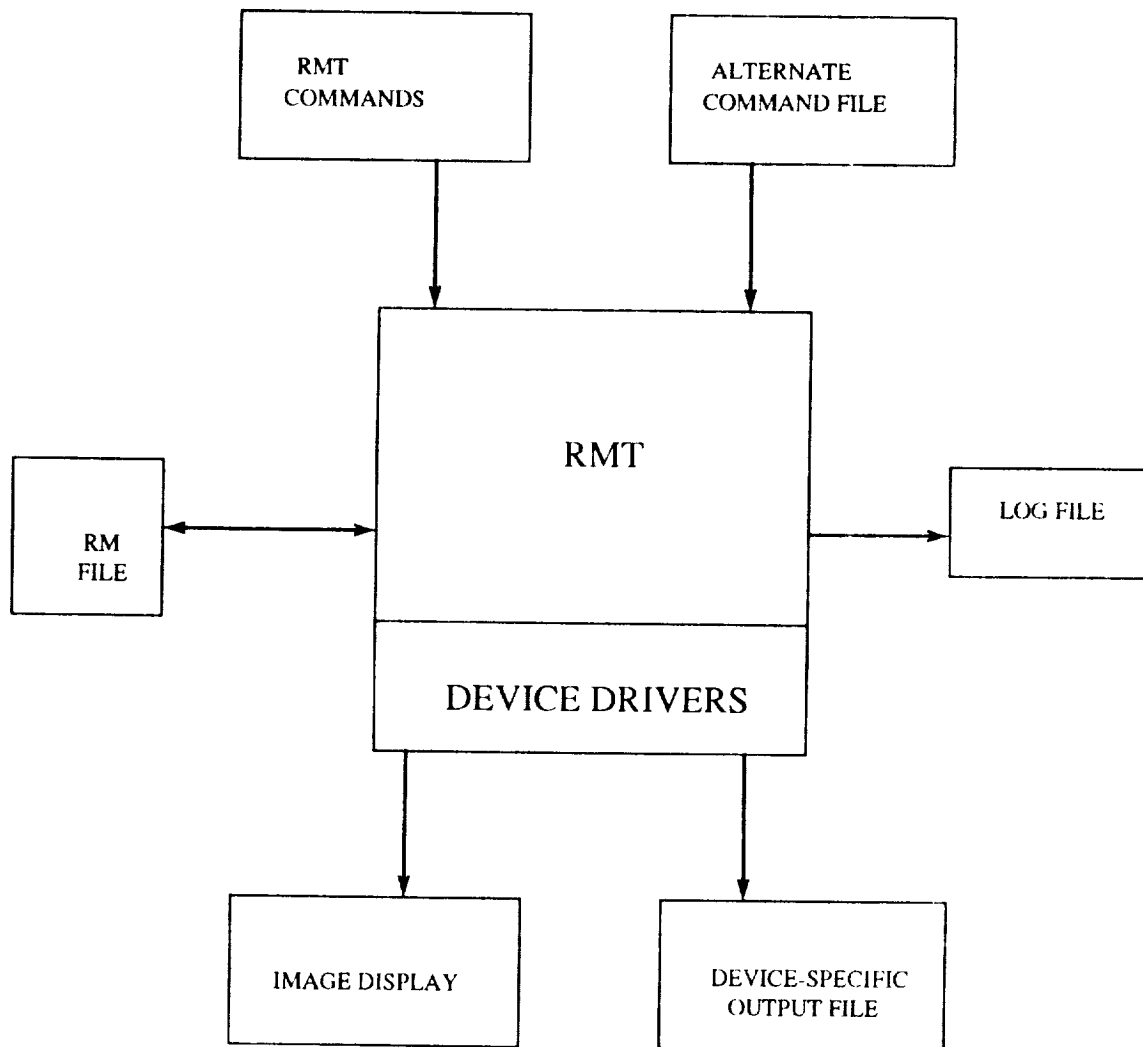 RMT
COMMANDS
ALTERNATE
COMMAND FILE
RMT
RM
FILE
LOG FILE
DEVICE DRIVERS
IMAGE DISPLAY
DEVICE-SPECIFIC
OUTPUT FILE